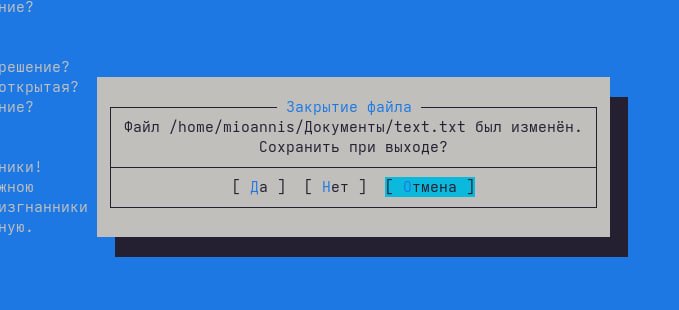 ние?
решение?
открытая?
ние?
Закрытие файла
Файл /home/mioannis/Документы/text.txt был изменён.
Сохранить при выходе?
ники!
жною
[ Да ] [ Нет ] [ Отмена ]
изгнанники
ную.